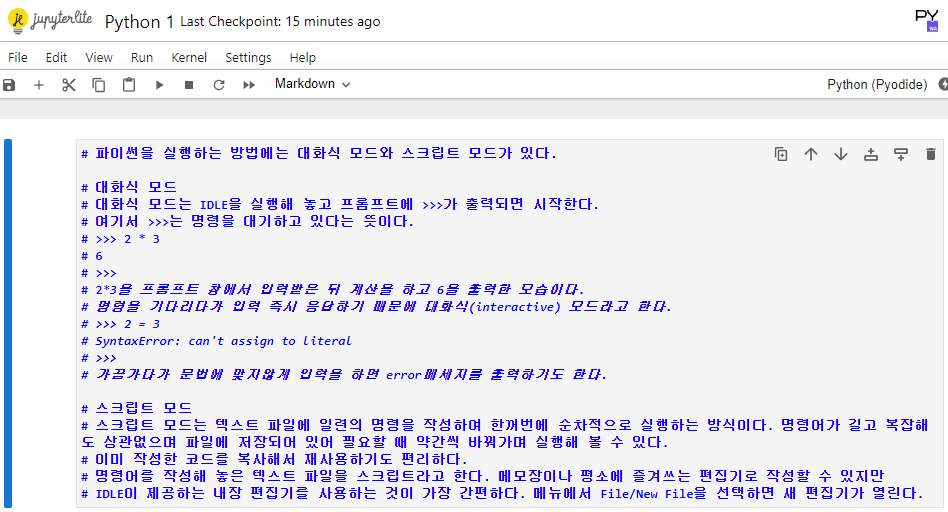 jupyterlite Python 1 Last Checkpoint: 15 minutes ago
PY
WA
File Edit View Run Kernel Settings Help
Markdown
Python (Pyodide)
# 파이썬을 실행하는 방법에는 대화식 모드와 스크립트 모드가 있다.
# 대화식 모드
# 대화식 모드는 IDLE을 실행해 놓고 프롬프트에 >>>가 출력되면 시작한다.
# 여기서 >>>는 명령을 대기하고 있다는 뜻이다.
# >>> 2 * 3
# 6
# >>>
# 2*3을 프롬프트 창에서 입력받은 뒤 계산을 하고 6을 출력한 모습이다.
# 명령을 기다리다가 입력 즉시 응답하기 때문에 대화식(interactive) 모드라고 한다.
# >>> 2 = 3
# SyntaxError: can't assign to literal
# >>>
# 가끔가다가 문법에 맞지않게 입력을 하면 error메세지를 출력하기도 한다.
# 스크립트 모드
# 스크립트 모드는 텍스트 파일에 일련의 명령을 작성하며 한꺼번에 순차적으로 실행하는 방식이다. 명령어가 길고 복잡해
도 상관없으며 파일에 저장되어 있어 필요할 때 약간씩 바꿔가며 실행해 볼 수 있다.
# 이미 작성한 코드를 복사해서 재사용하기도 편리하다.
# 명령어를 작성해 놓은 텍스트 파일을 스크립트라고 한다. 메모장이나 평소에 즐겨쓰는 편집기로 작성할 수 있지만
# IDLE이 제공하는 내장 편집기를 사용하는 것이 가장 간편하다. 메뉴에서 File/New File을 선택하면 새 편집기가 열린다.